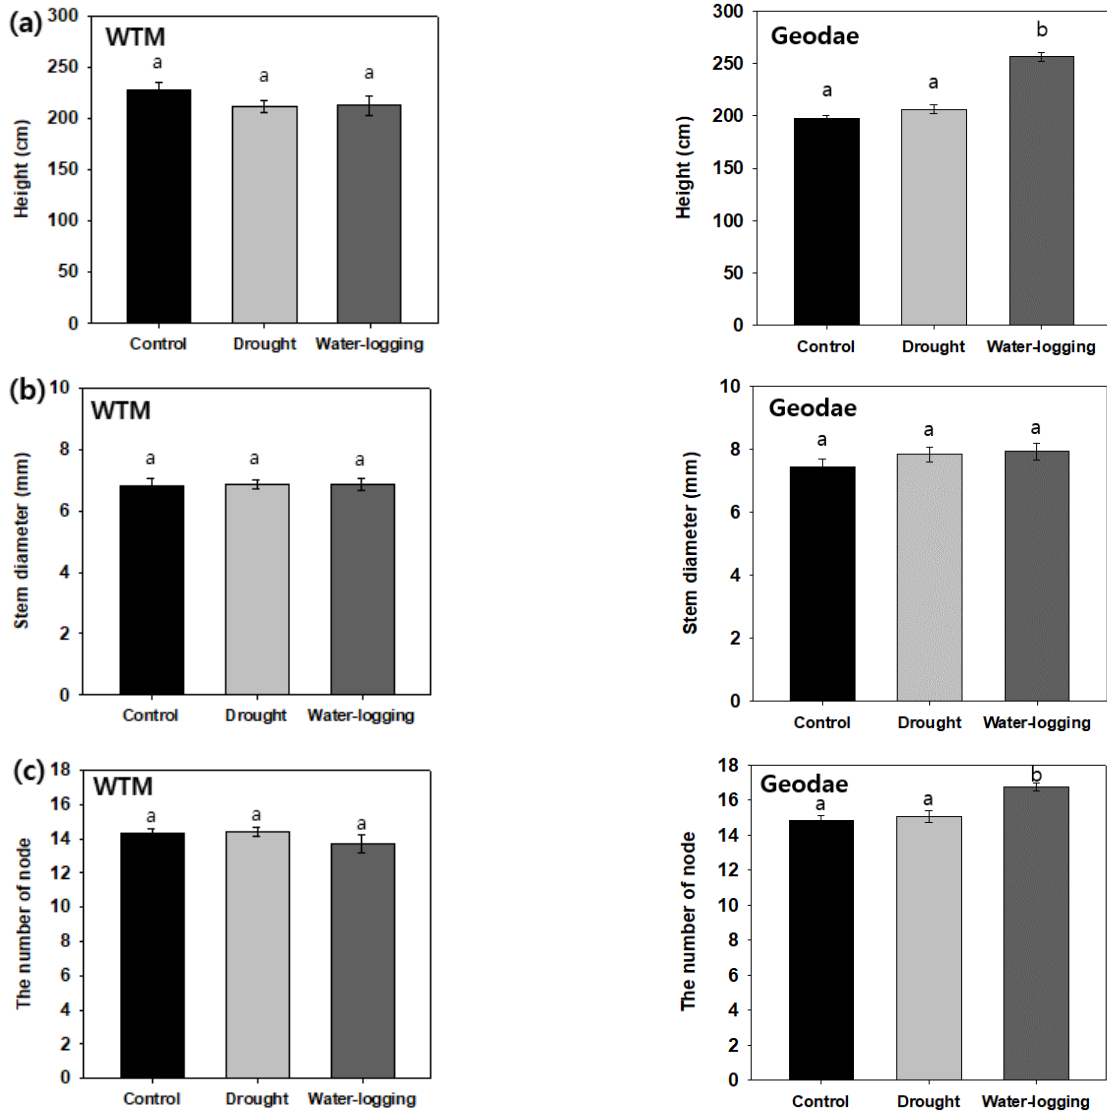 (a)
WTM
Height (cm)
300
250
200
150
100
50
0
a
a
a
Control
Drought
Water-logging
Geodae
Height (cm)
300
250
200
150
100
50
0
a
a
b
Control
Drought
Water-logging
(b)
WTM
Stem diameter (mm)
10
8
6
4
2
0
a
a
a
Control
Drought
Water-logging
Geodae
Stem diameter (mm)
10
8
6
4
2
0
a
a
a
Control
Drought
Water-logging
(c)
WTM
The number of node
18
16
14
12
10
8
6
4
2
0
a
a
a
Control
Drought
Water-logging
Geodae
The number of node
18
16
14
12
10
8
6
4
2
0
a
a
b
Control
Drought
Water-logging